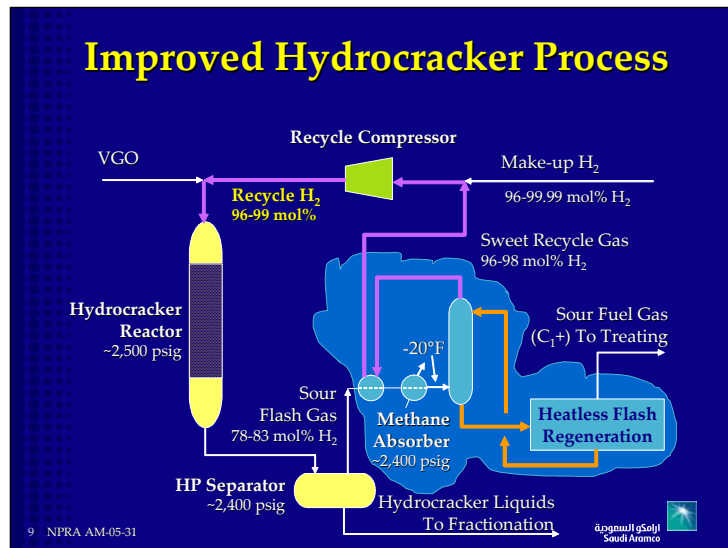 Improved Hydrocracker Process
Recycle Compressor
VGO
Make-up H₂
Recycle H₂
96-99 mol%
96-99.99 mol% H₂
Sweet Recycle Gas
96-98 mol% H₂
Hydrocracker
Reactor
~2,500 psig
Sour Fuel Gas
(C₁+) To Treating
-20°F
Sour
Flash Gas
78-83 mol% H₂
Methane
Absorber
~2,400 psig
Heatless Flash
Regeneration
HP Separator
~2,400 psig
Hydrocracker Liquids
To Fractionation
9 NPRA AM-05-31
أرامكو السعودية
Saudi Aramco